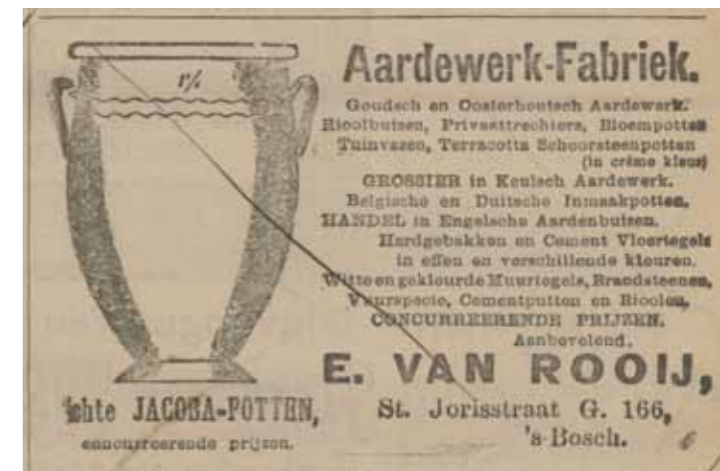 r/o
Aardewerk-Fabriek.
Goudsch en Oosterhoutsch Aardewerk.
Rioolbuizen, Privaattrechters, Bloempotten
Tuinvazen, Terracotta Schoorsteenpotten
(in crême kleur)
GROSSIER in Keulsch Aardewerk.
Belgische en Duitsche Inmaakpotten.
HANDEL in Engelsche Aardenbuizen.
Hardgebakken en Cement Vloertegels
in effen en verschillende kleuren.
Witte en gekleurde Muurtegels, Brandsteenen,
Vuurspecie, Cementputten en Riolen.
CONCURREERENDE PRIJZEN.
Aanbevelend,
E. VAN ROOIJ,
St. Jorisstraat G. 166,
's-Bosch.
Echte JACOBA-POTTEN,
concurreerende prijzen.